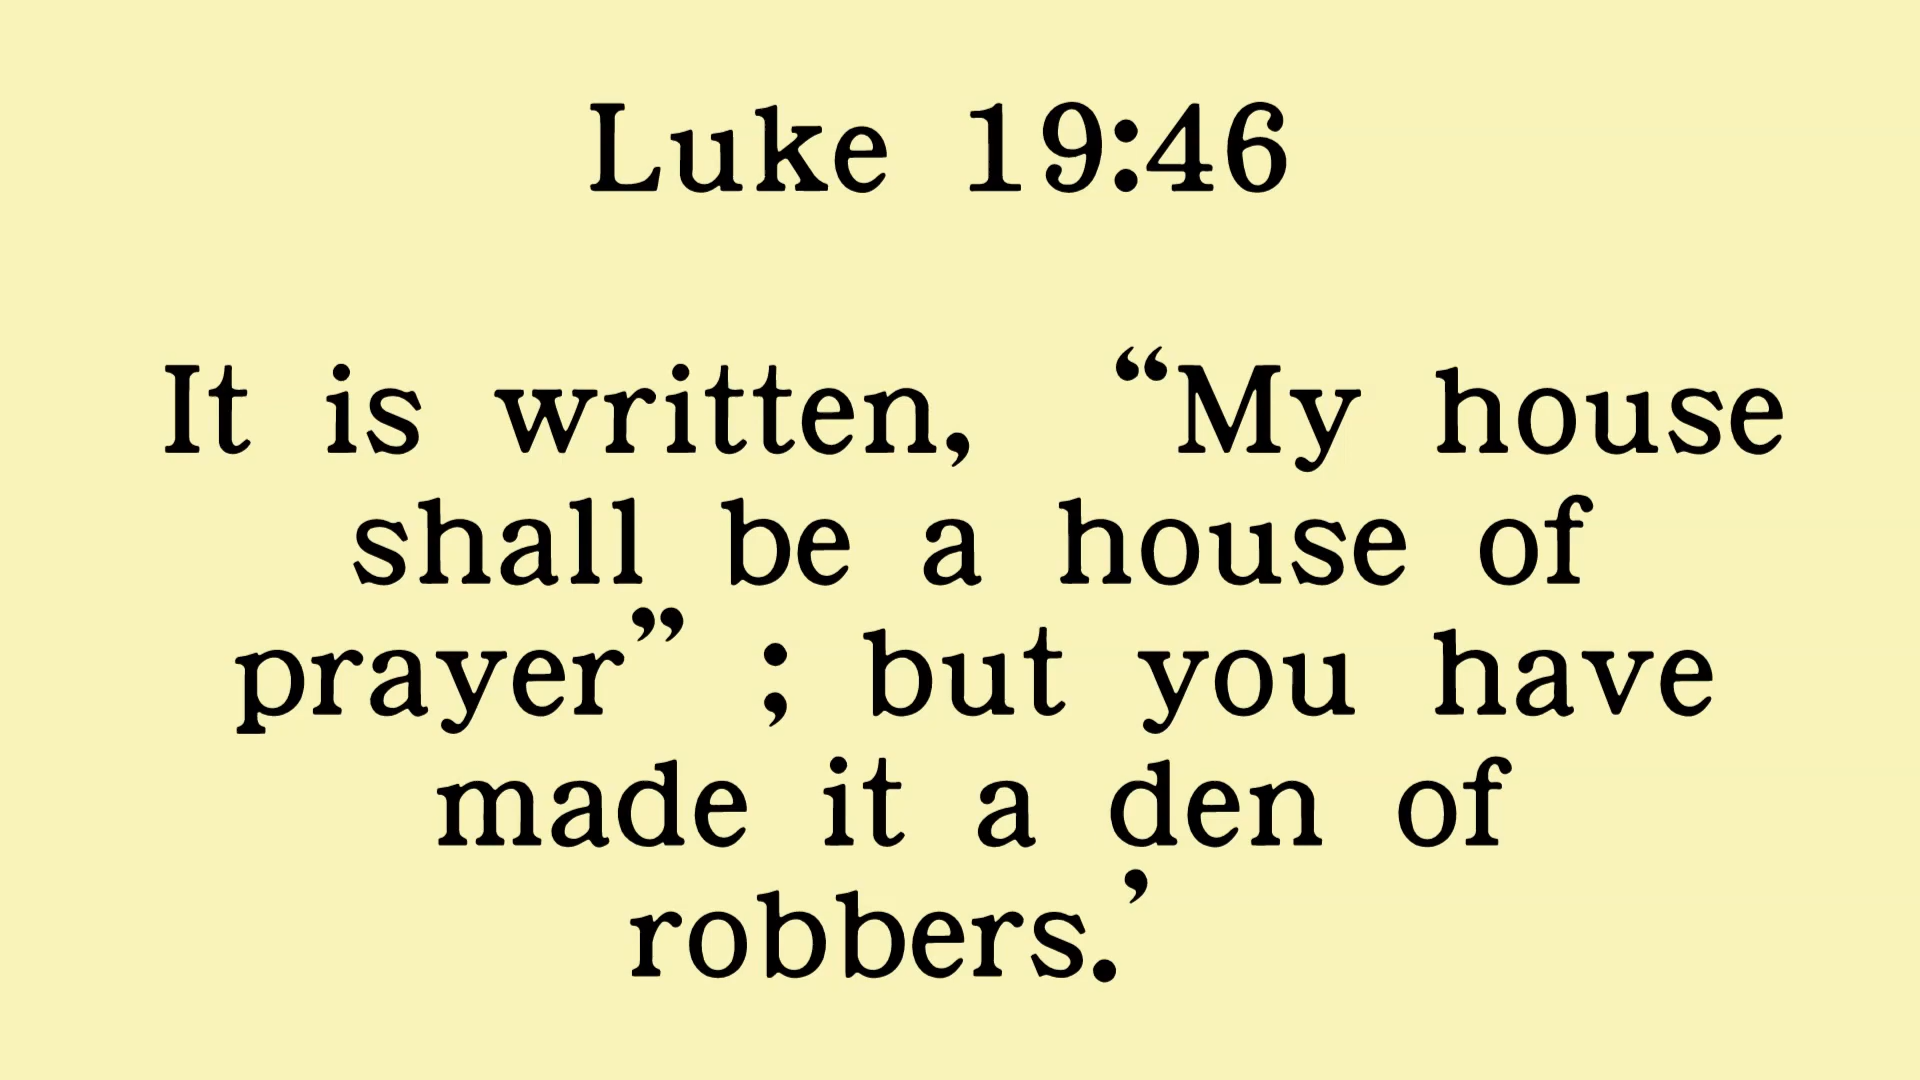 Luke 19:46
It is written, “My house
shall be a house of
prayer” ; but you have
made it a den of
robbers.’